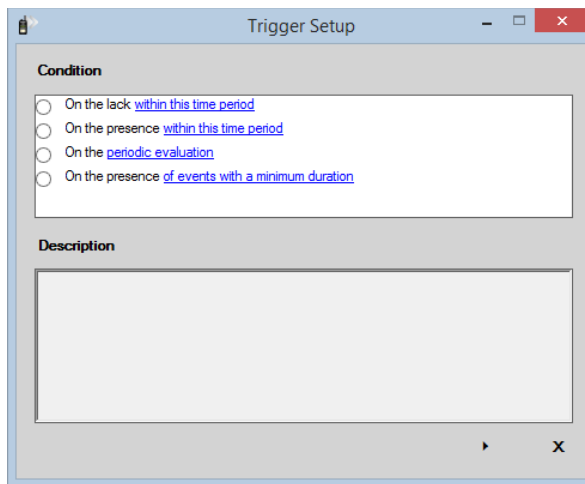 Trigger Setup
Condition
On the lack within this time period
On the presence within this time period
On the periodic evaluation
On the presence of events with a minimum duration
Description
X